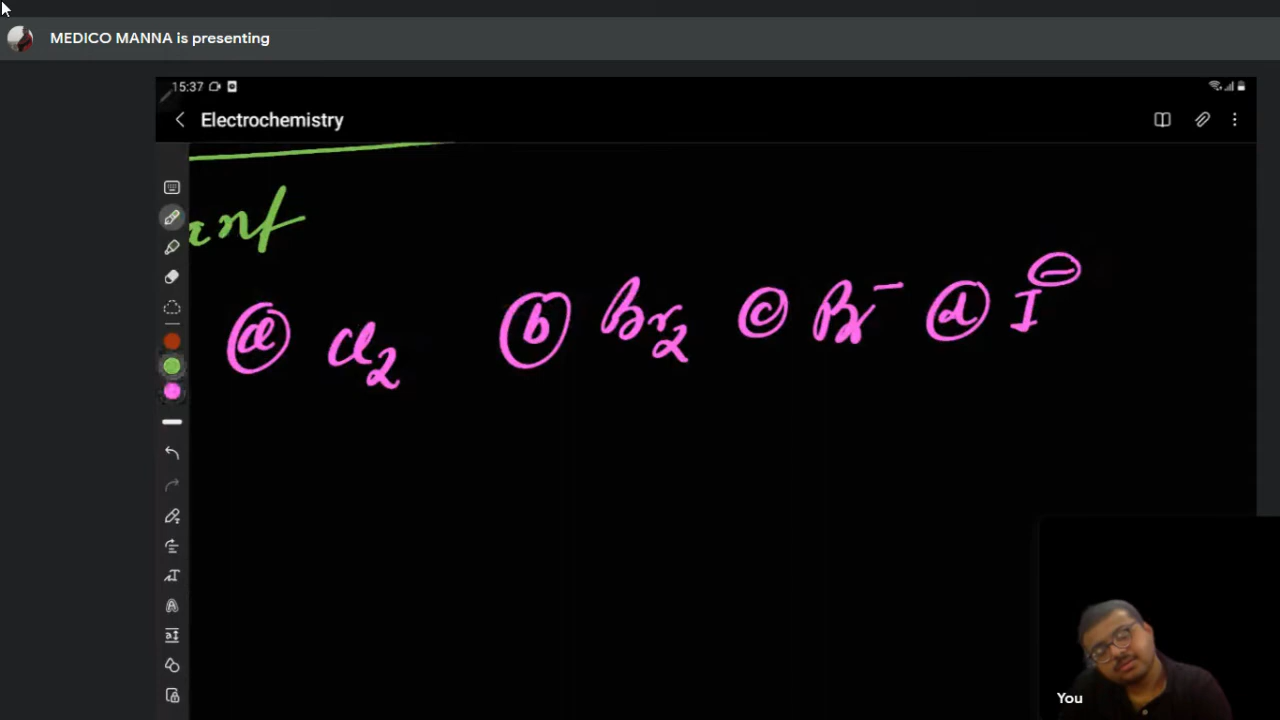 MEDICO MANNA is presenting
15:37
Electrochemistry
ant
(a) Cl2 (b) Br2 (c) Br⁻ (d) I⁻
You